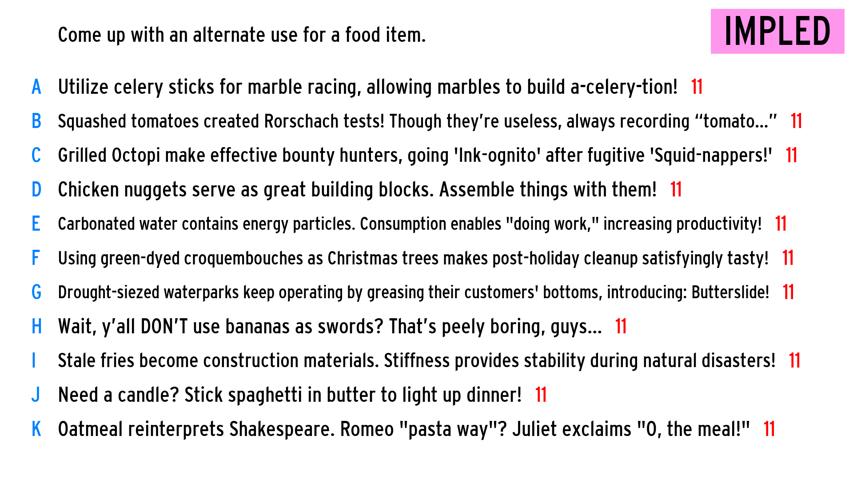 Come up with an alternate use for a food item.
IMPLED
A Utilize celery sticks for marble racing, allowing marbles to build a-celery-tion! 11
B Squashed tomatoes created Rorschach tests! Though they're useless, always recording “tomato...” 11
C Grilled Octopi make effective bounty hunters, going 'Ink-ognito' after fugitive 'Squid-nappers!' 11
D Chicken nuggets serve as great building blocks. Assemble things with them! 11
E Carbonated water contains energy particles. Consumption enables "doing work," increasing productivity! 11
F Using green-dyed croquembouches as Christmas trees makes post-holiday cleanup satisfyingly tasty! 11
G Drought-siezed waterparks keep operating by greasing their customers' bottoms, introducing: Butterslide! 11
H Wait, y’all DON’T use bananas as swords? That’s peely boring, guys... 11
I Stale fries become construction materials. Stiffness provides stability during natural disasters! 11
J Need a candle? Stick spaghetti in butter to light up dinner! 11
K Oatmeal reinterprets Shakespeare. Romeo "pasta way"? Juliet exclaims "O, the meal!" 11